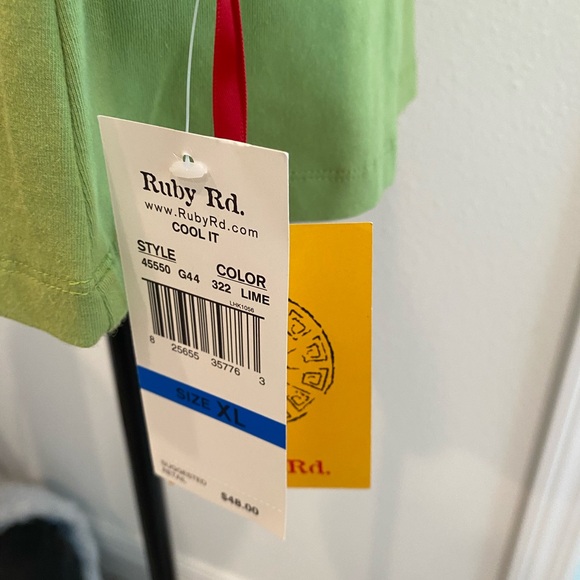 Ruby Rd.
www.RubyRd.com
COOL IT
STYLE COLOR
45550 G44 322 LIME
LHK1056
8 25655 35776 3
SIZE XL
SUGGESTED
RETAIL
$48.00
Rd.